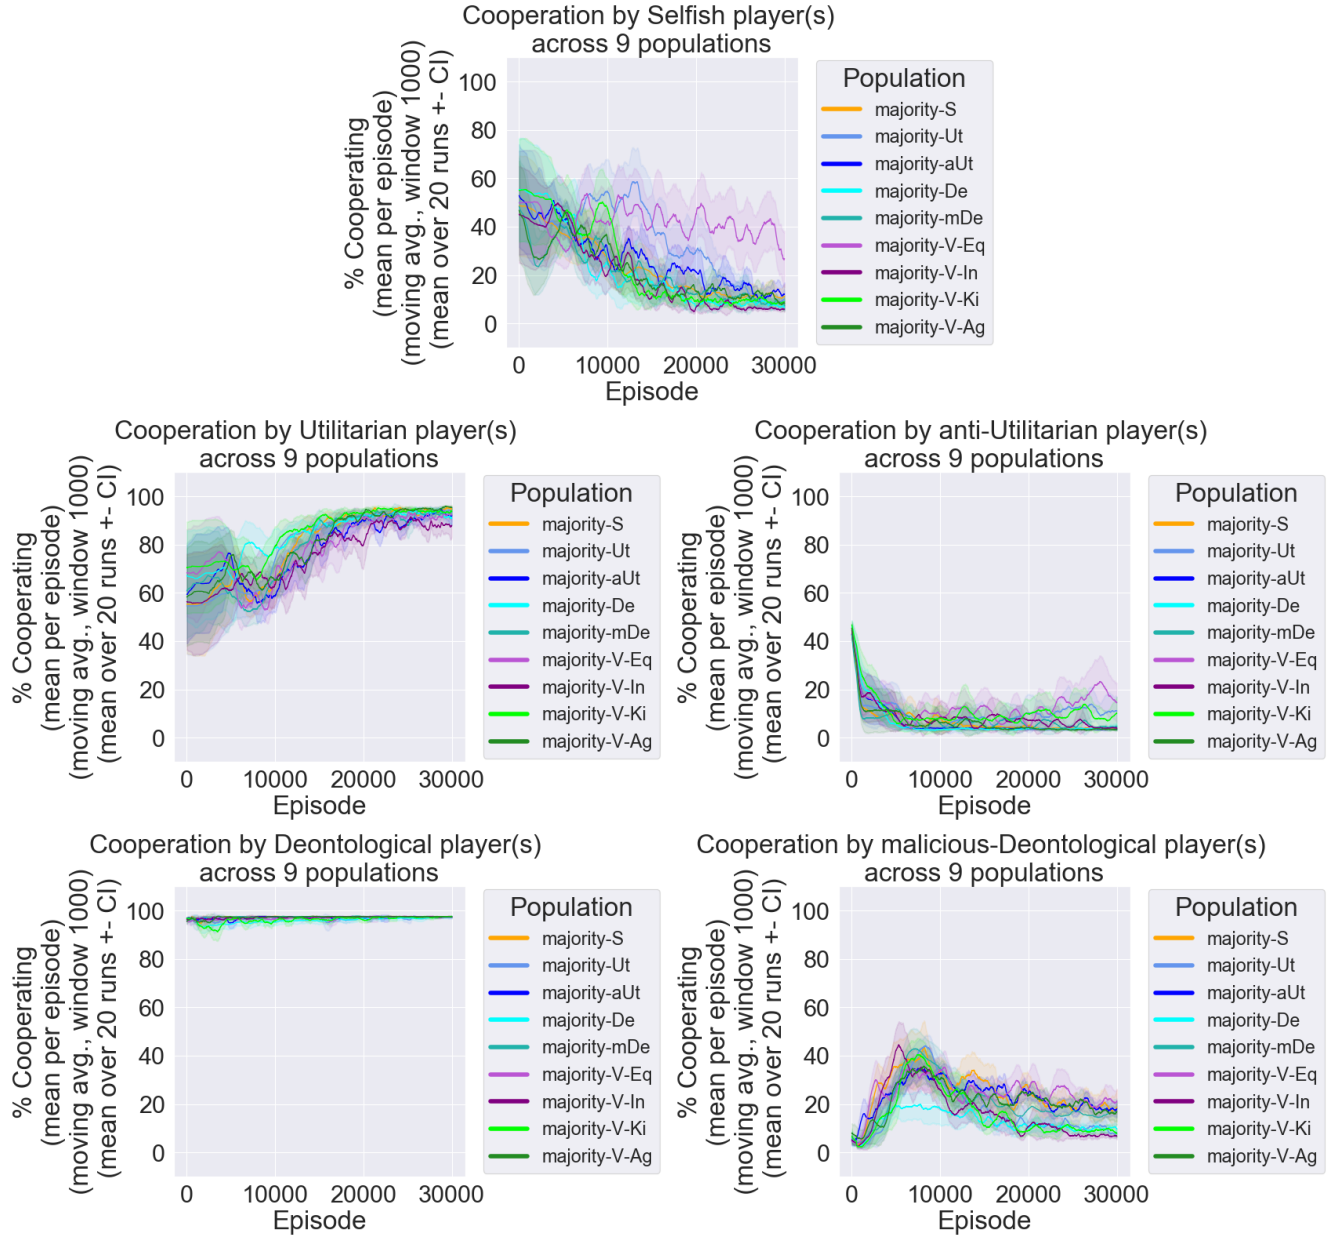 Cooperation by Selfish player(s)
across 9 populations
% Cooperating
(mean per episode)
(moving avg., window 1000)
(mean over 20 runs +- CI)
100
80
60
40
20
0
0
10000
20000
30000
Episode
Population
majority-S
majority-Ut
majority-aUt
majority-De
majority-mDe
majority-V-Eq
majority-V-In
majority-V-Ki
majority-V-Ag
Cooperation by Utilitarian player(s)
across 9 populations
% Cooperating
(mean per episode)
(moving avg., window 1000)
(mean over 20 runs +- CI)
100
80
60
40
20
0
0
10000
20000
30000
Episode
Population
majority-S
majority-Ut
majority-aUt
majority-De
majority-mDe
majority-V-Eq
majority-V-In
majority-V-Ki
majority-V-Ag
Cooperation by anti-Utilitarian player(s)
across 9 populations
% Cooperating
(mean per episode)
(moving avg., window 1000)
(mean over 20 runs +- CI)
100
80
60
40
20
0
0
10000
20000
30000
Episode
Population
majority-S
majority-Ut
majority-aUt
majority-De
majority-mDe
majority-V-Eq
majority-V-In
majority-V-Ki
majority-V-Ag
Cooperation by Deontological player(s)
across 9 populations
% Cooperating
(mean per episode)
(moving avg., window 1000)
(mean over 20 runs +- CI)
100
80
60
40
20
0
0
10000
20000
30000
Episode
Population
majority-S
majority-Ut
majority-aUt
majority-De
majority-mDe
majority-V-Eq
majority-V-In
majority-V-Ki
majority-V-Ag
Cooperation by malicious-Deontological player(s)
across 9 populations
% Cooperating
(mean per episode)
(moving avg., window 1000)
(mean over 20 runs +- CI)
100
80
60
40
20
0
0
10000
20000
30000
Episode
Population
majority-S
majority-Ut
majority-aUt
majority-De
majority-mDe
majority-V-Eq
majority-V-In
majority-V-Ki
majority-V-Ag